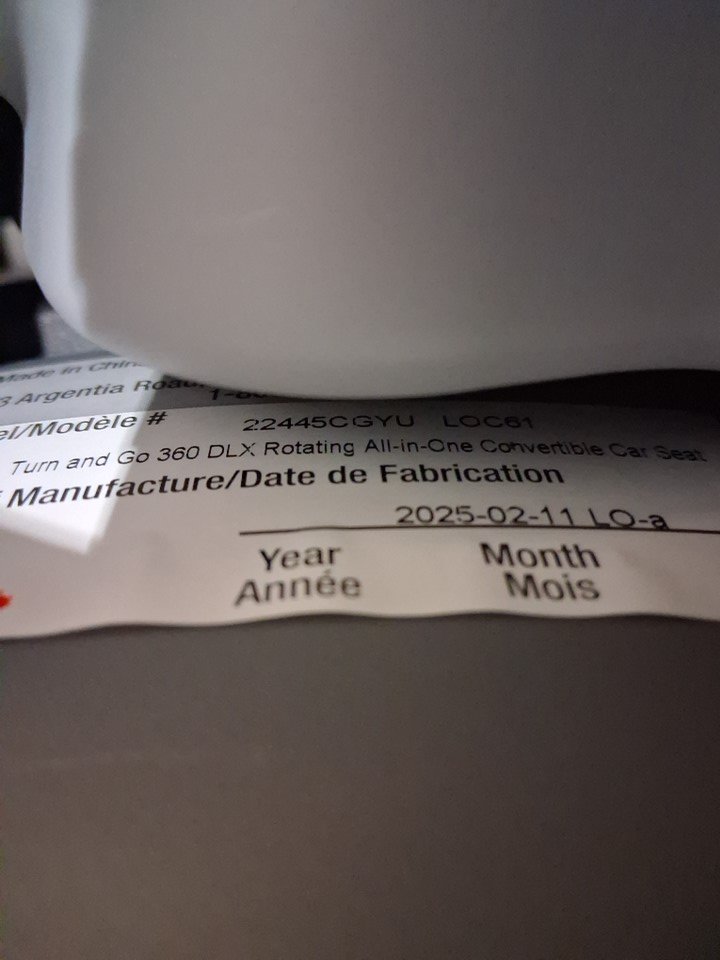 Made in China
3 Argentia Road
el/Modèle # 22445CGYU LOC61
Turn and Go 360 DLX Rotating All-in-One Convertible Car Seat
Manufacture/Date de Fabrication
2025-02-11 LO-a
Year Month
Année Mois